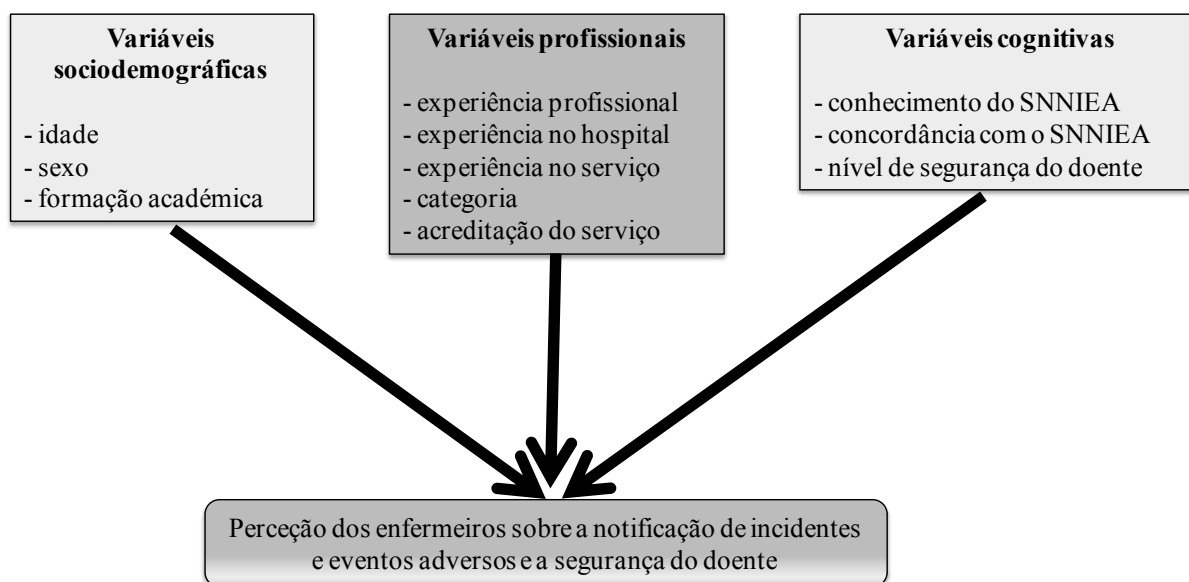 Variáveis
sociodemográficas
- idade
- sexo
- formação académica
Variáveis profissionais
- experiência profissional
- experiência no hospital
- experiência no serviço
- categoria
- acreditação do serviço
Variáveis cognitivas
- conhecimento do SNNIEA
- concordância com o SNNIEA
- nível de segurança do doente
Perceção dos enfermeiros sobre a notificação de incidentes
e eventos adversos e a segurança do doente